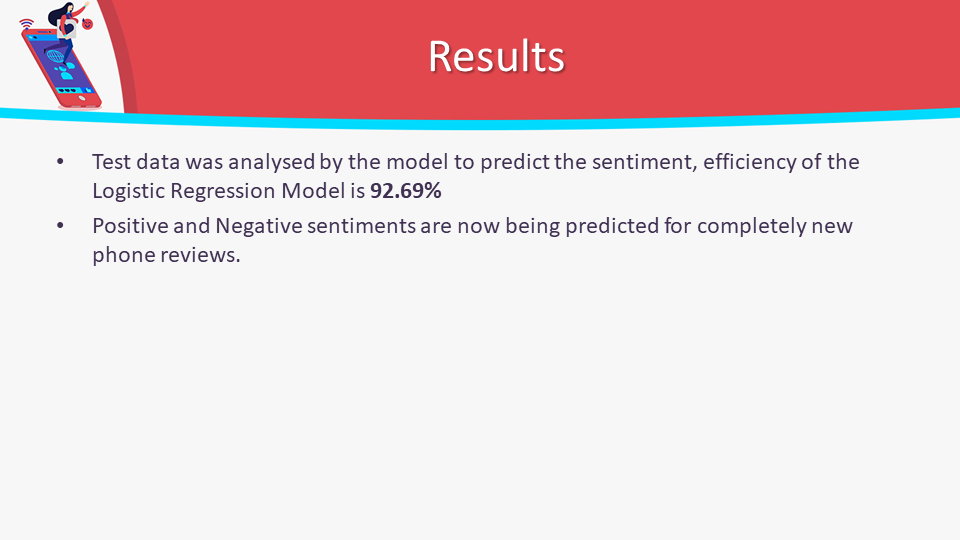 Results
• Test data was analysed by the model to predict the sentiment, efficiency of the
Logistic Regression Model is 92.69%
• Positive and Negative sentiments are now being predicted for completely new
phone reviews.